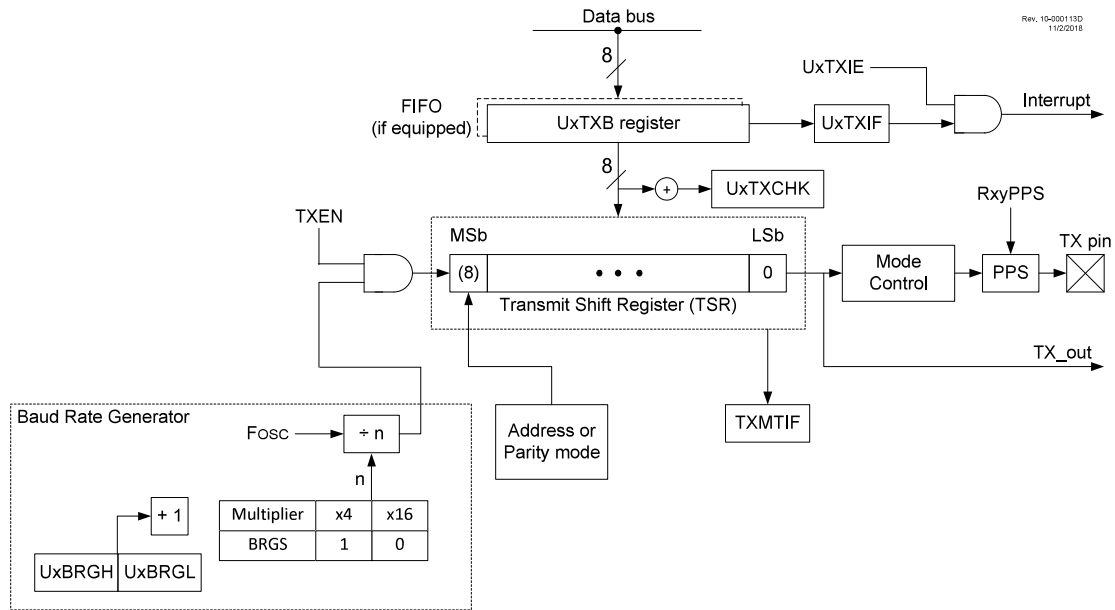 Data bus
Rev. 10-000113D
11/2/2018
8
UxTXIE
FIFO
(if equipped)
UxTXB register
UxTXIF
Interrupt
8
+
UxTXCHK
TXEN
RxyPPS
MSb
LSb
TX pin
(8)
• • •
0
Mode
Control
PPS
Transmit Shift Register (TSR)
TX_out
Baud Rate Generator
Fosc
÷ n
Address or
Parity mode
TXMTIF
n
+ 1
Multiplier x4 x16
BRGS 1 0
UxBRGH UxBRGL